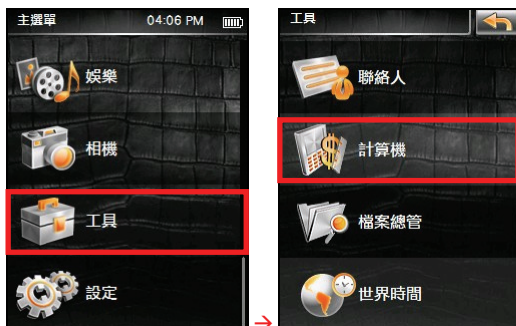 主選單 04:06 PM
娛樂
相機
工具
設定
→
工具
聯絡人
計算機
檔案總管
世界時間